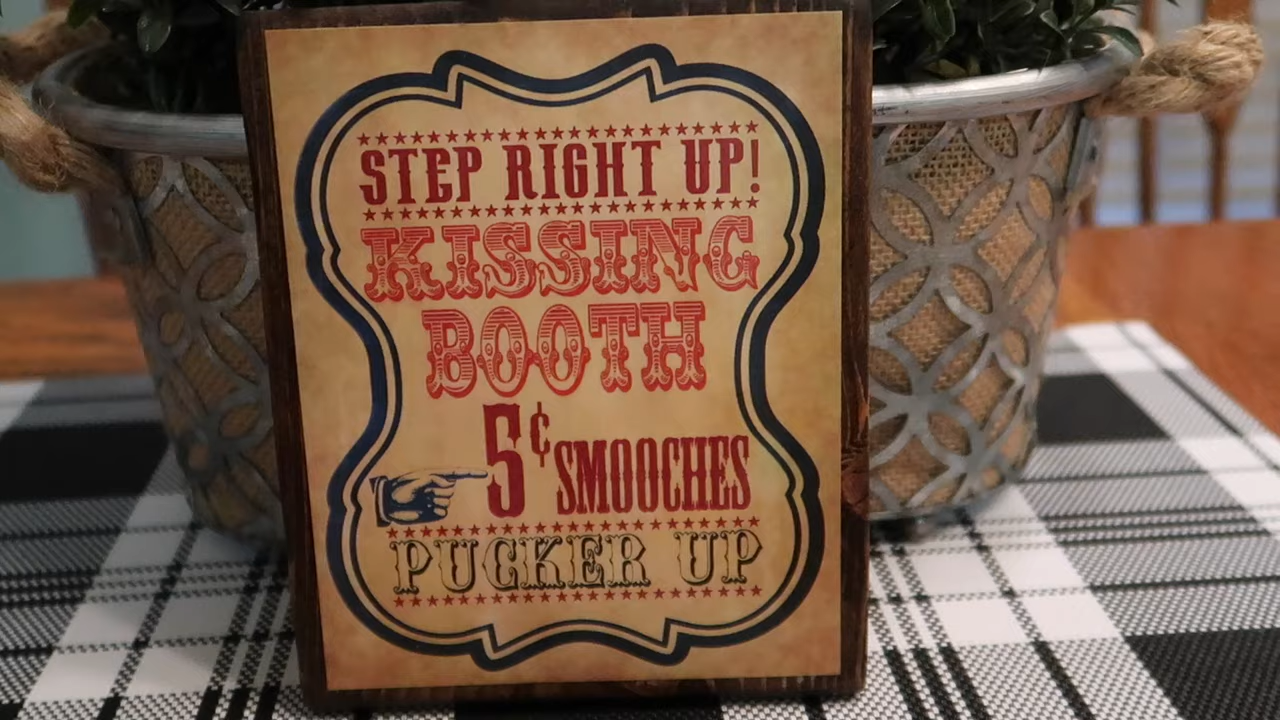 STEP RIGHT UP!
KISSING
BOOTH
5¢ SMOOCHES
PUCKER UP